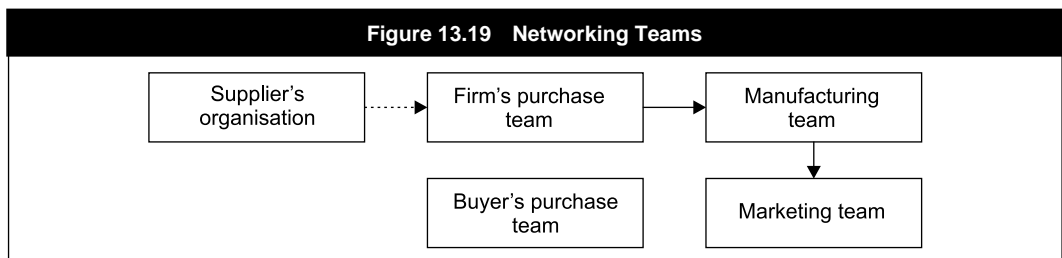 Figure 13.19 Networking Teams
Supplier's
organisation
Firm's purchase
team
Manufacturing
team
Buyer's purchase
team
Marketing team